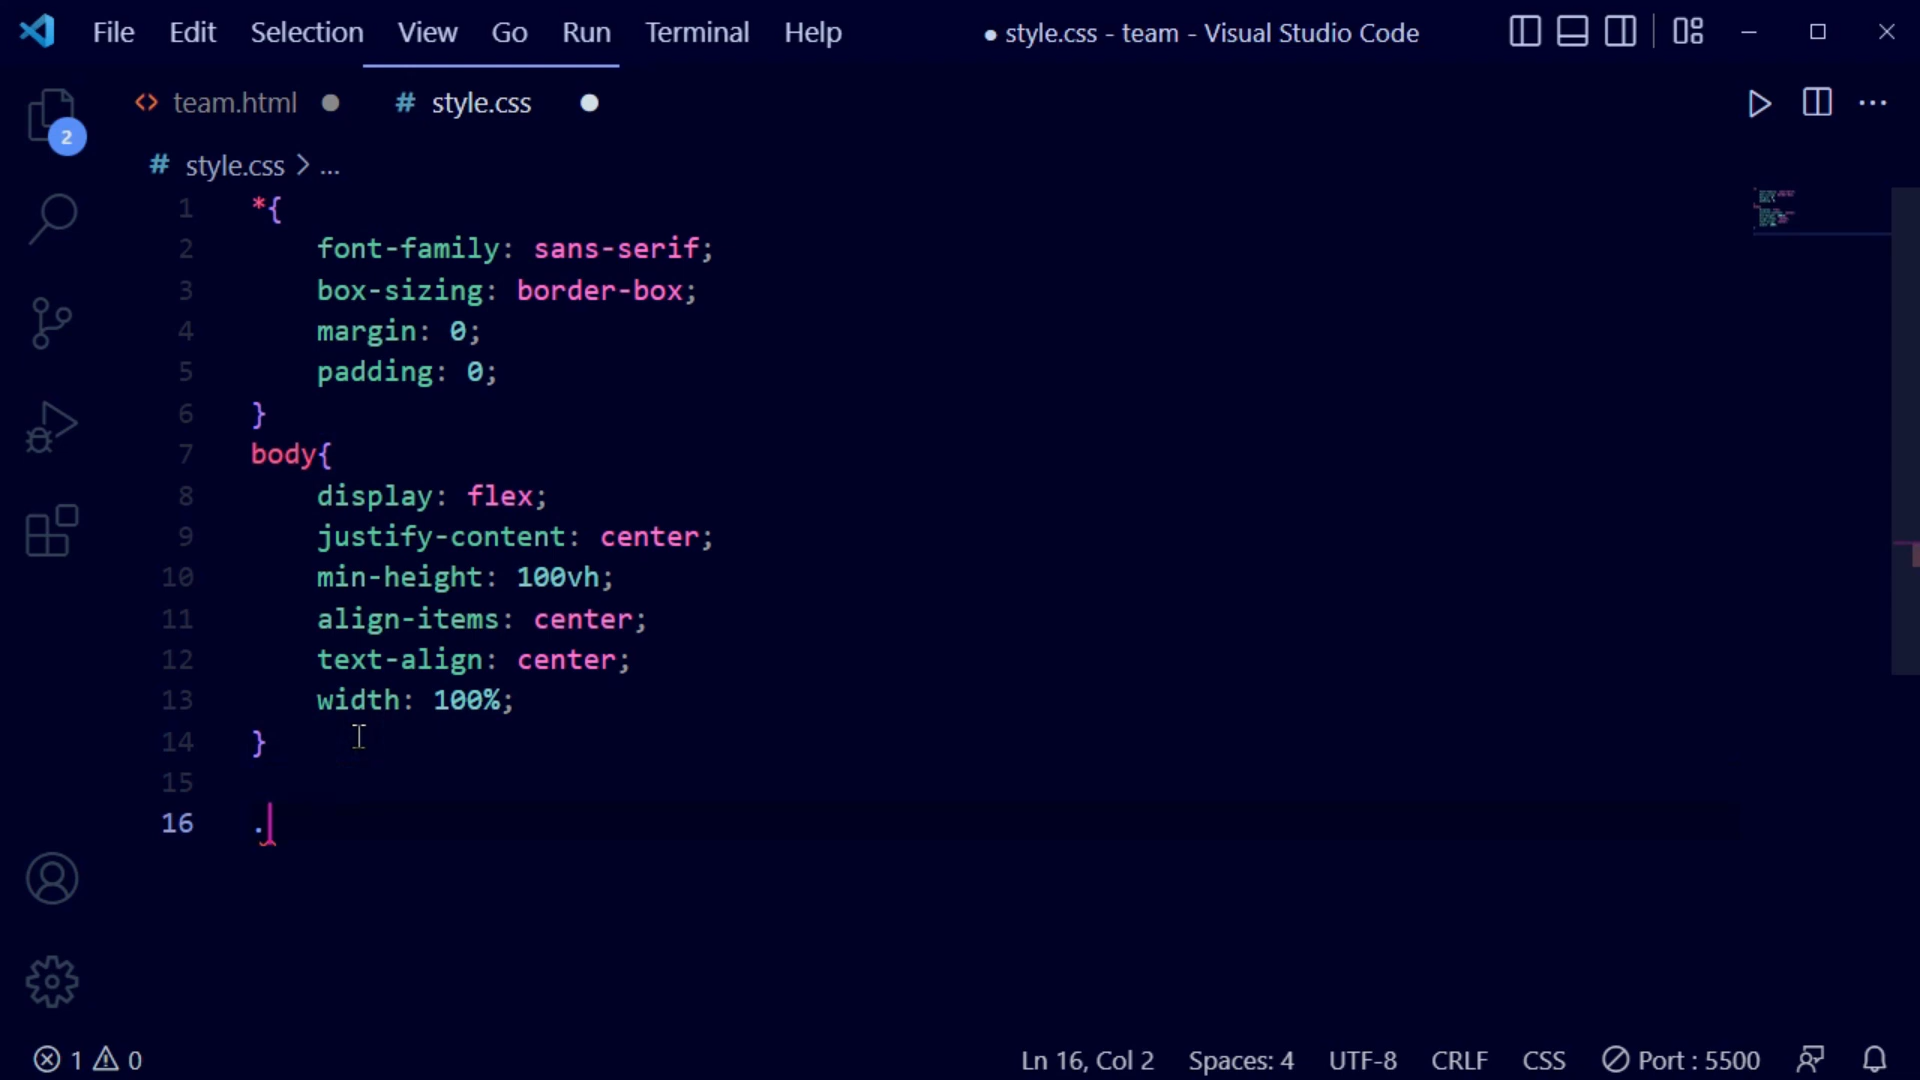 File Edit Selection View Go Run Terminal Help ● style.css - team - Visual Studio Code
<> team.html ● # style.css ●
2
# style.css > ...
1 *{
2 font-family: sans-serif;
3 box-sizing: border-box;
4 margin: 0;
5 padding: 0;
6 }
7 body{
8 display: flex;
9 justify-content: center;
10 min-height: 100vh;
11 align-items: center;
12 text-align: center;
13 width: 100%;
14 }
15
16 .
1 0 Ln 16, Col 2 Spaces: 4 UTF-8 CRLF CSS Port : 5500